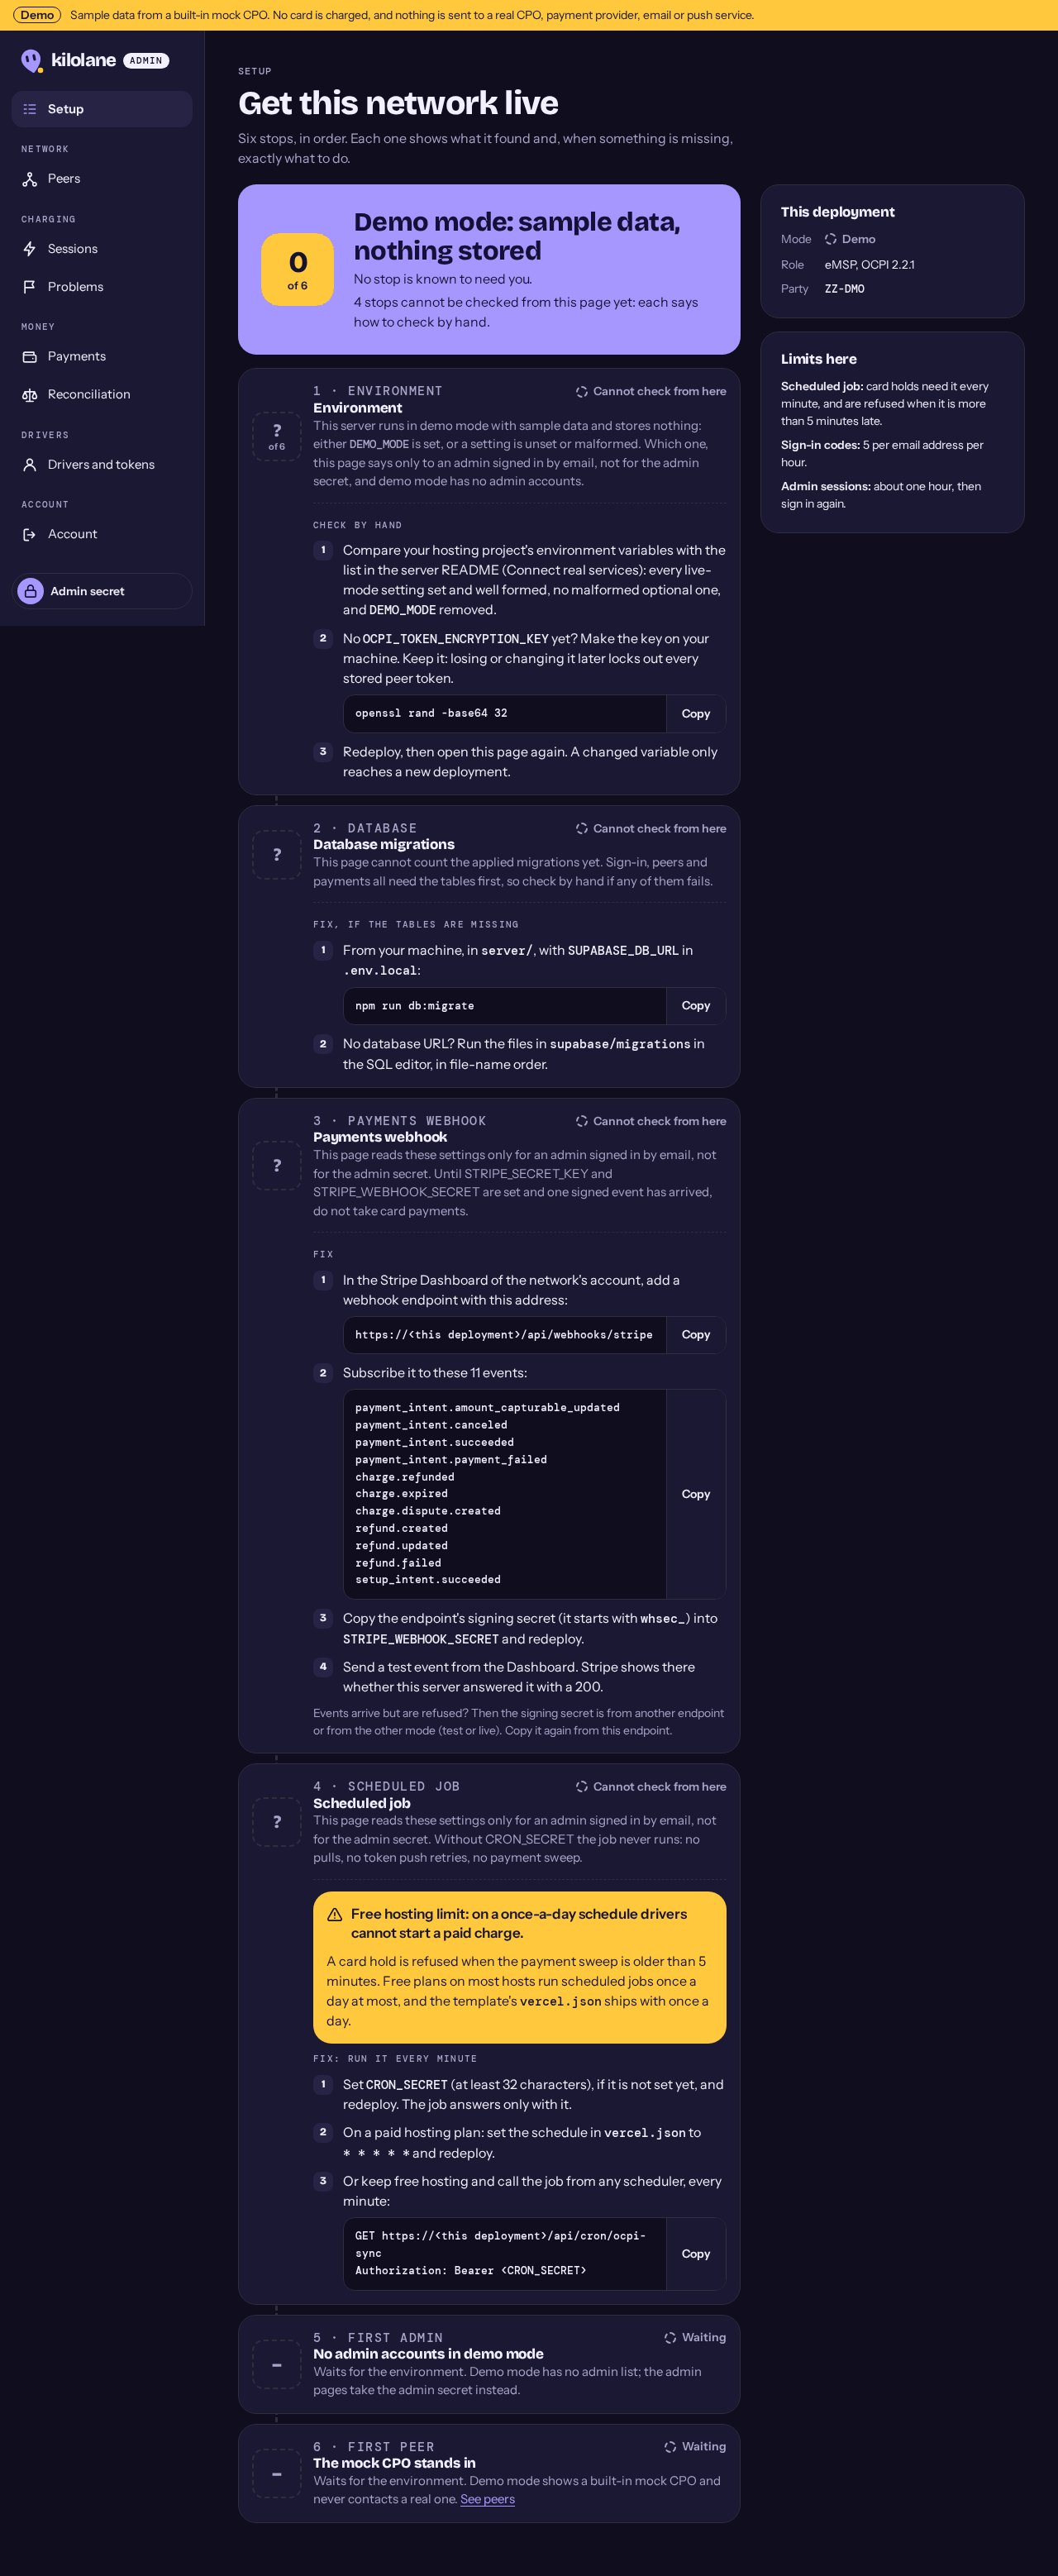 Demo Sample data from a built-in mock CPO. No card is charged, and nothing is sent to a real CPO, payment provider, email or push service.
kilolane ADMIN
Setup
NETWORK
Peers
CHARGING
Sessions
Problems
MONEY
Payments
Reconciliation
DRIVERS
Drivers and tokens
ACCOUNT
Account
Admin secret
SETUP
Get this network live
Six stops, in order. Each one shows what it found and, when something is missing,
exactly what to do.
0
of 6
Demo mode: sample data,
nothing stored
No stop is known to need you.
4 stops cannot be checked from this page yet: each says
how to check by hand.
This deployment
Mode Demo
Role eMSP, OCPI 2.2.1
Party ZZ-DMO
Limits here
Scheduled job: card holds need it every
minute, and are refused when it is more
than 5 minutes late.
Sign-in codes: 5 per email address per
hour.
Admin sessions: about one hour, then
sign in again.
1 · ENVIRONMENT Cannot check from here
?
of 6
Environment
This server runs in demo mode with sample data and stores nothing:
either DEMO_MODE is set, or a setting is unset or malformed. Which one,
this page says only to an admin signed in by email, not for the admin
secret, and demo mode has no admin accounts.
CHECK BY HAND
1 Compare your hosting project's environment variables with the
list in the server README (Connect real services): every live-
mode setting set and well formed, no malformed optional one,
and DEMO_MODE removed.
2 No OCPI_TOKEN_ENCRYPTION_KEY yet? Make the key on your
machine. Keep it: losing or changing it later locks out every
stored peer token.
openssl rand -base64 32 Copy
3 Redeploy, then open this page again. A changed variable only
reaches a new deployment.
2 · DATABASE Cannot check from here
?
Database migrations
This page cannot count the applied migrations yet. Sign-in, peers and
payments all need the tables first, so check by hand if any of them fails.
FIX, IF THE TABLES ARE MISSING
1 From your machine, in server/, with SUPABASE_DB_URL in
.env.local:
npm run db:migrate Copy
2 No database URL? Run the files in supabase/migrations in
the SQL editor, in file-name order.
3 · PAYMENTS WEBHOOK Cannot check from here
?
Payments webhook
This page reads these settings only for an admin signed in by email, not
for the admin secret. Until STRIPE_SECRET_KEY and
STRIPE_WEBHOOK_SECRET are set and one signed event has arrived,
do not take card payments.
FIX
1 In the Stripe Dashboard of the network's account, add a
webhook endpoint with this address:
https://<this deployment>/api/webhooks/stripe Copy
2 Subscribe it to these 11 events:
payment_intent.amount_capturable_updated
payment_intent.canceled
payment_intent.succeeded
payment_intent.payment_failed
charge.refunded
charge.expired
charge.dispute.created
refund.created
refund.updated
refund.failed
setup_intent.succeeded
Copy
3 Copy the endpoint's signing secret (it starts with whsec_) into
STRIPE_WEBHOOK_SECRET and redeploy.
4 Send a test event from the Dashboard. Stripe shows there
whether this server answered it with a 200.
Events arrive but are refused? Then the signing secret is from another endpoint
or from the other mode (test or live). Copy it again from this endpoint.
4 · SCHEDULED JOB Cannot check from here
?
Scheduled job
This page reads these settings only for an admin signed in by email, not
for the admin secret. Without CRON_SECRET the job never runs: no
pulls, no token push retries, no payment sweep.
Free hosting limit: on a once-a-day schedule drivers
cannot start a paid charge.
A card hold is refused when the payment sweep is older than 5
minutes. Free plans on most hosts run scheduled jobs once a
day at most, and the template's vercel.json ships with once a
day.
FIX: RUN IT EVERY MINUTE
1 Set CRON_SECRET (at least 32 characters), if it is not set yet, and
redeploy. The job answers only with it.
2 On a paid hosting plan: set the schedule in vercel.json to
* * * * * and redeploy.
3 Or keep free hosting and call the job from any scheduler, every
minute:
GET https://<this deployment>/api/cron/ocpi-
sync
Authorization: Bearer <CRON_SECRET>
Copy
5 · FIRST ADMIN Waiting
–
No admin accounts in demo mode
Waits for the environment. Demo mode has no admin list; the admin
pages take the admin secret instead.
6 · FIRST PEER Waiting
–
The mock CPO stands in
Waits for the environment. Demo mode shows a built-in mock CPO and
never contacts a real one. See peers